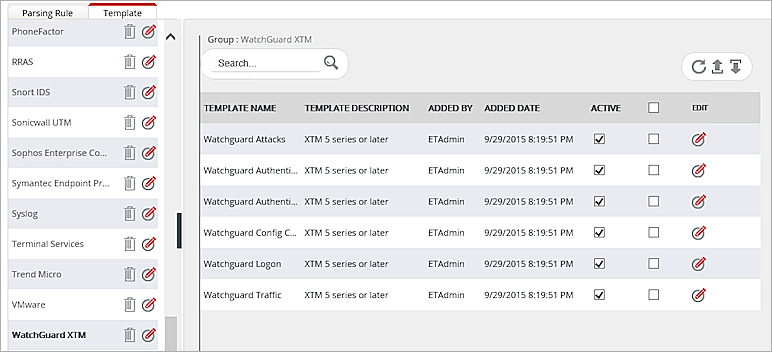 Parsing Rule Template
PhoneFactor
RRAS
Snort IDS
Sonicwall UTM
Sophos Enterprise Co...
Symantec Endpoint Pr...
Syslog
Terminal Services
Trend Micro
VMware
WatchGuard XTM
Group : WatchGuard XTM
Search...
TEMPLATE NAME TEMPLATE DESCRIPTION ADDED BY ADDED DATE ACTIVE EDIT
Watchguard Attacks XTM 5 series or later ETAdmin 9/29/2015 8:19:51 PM
Watchguard Authenti... XTM 5 series or later ETAdmin 9/29/2015 8:19:51 PM
Watchguard Authenti... XTM 5 series or later ETAdmin 9/29/2015 8:19:51 PM
Watchguard Config C... XTM 5 series or later ETAdmin 9/29/2015 8:19:51 PM
Watchguard Logon XTM 5 series or later ETAdmin 9/29/2015 8:19:51 PM
Watchguard Traffic XTM 5 series or later ETAdmin 9/29/2015 8:19:51 PM